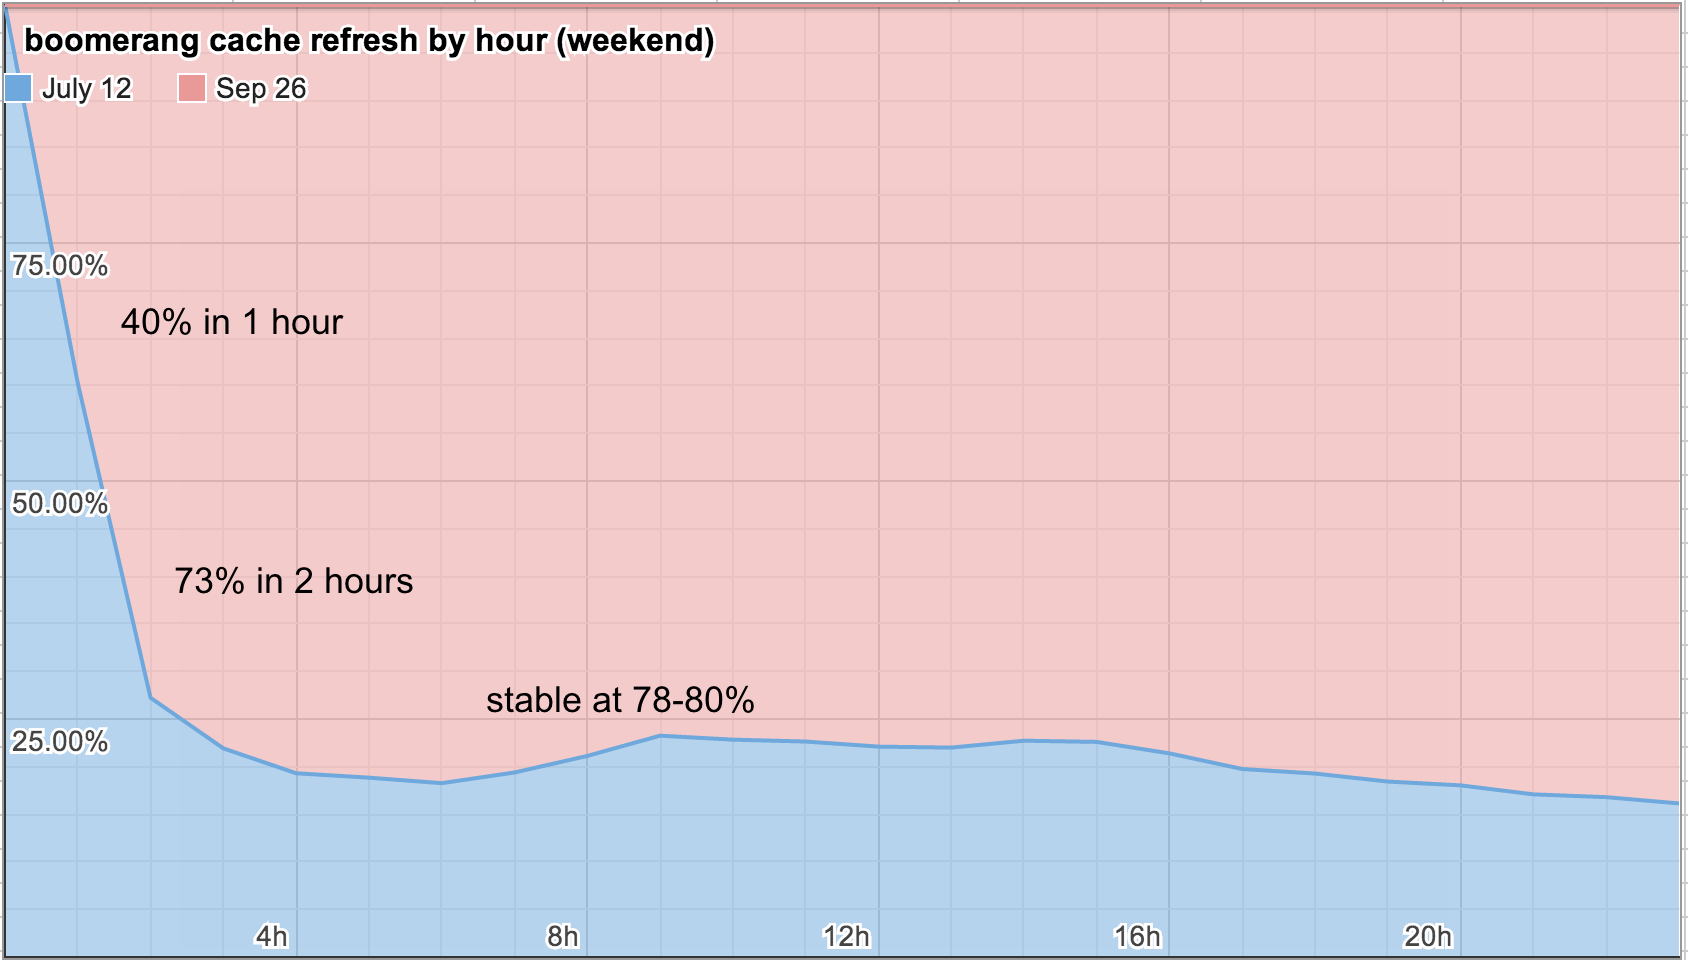 boomerang cache refresh by hour (weekend)
July 12 Sep 26
75.00%
40% in 1 hour
50.00%
73% in 2 hours
stable at 78-80%
25.00%
4h 8h 12h 16h 20h